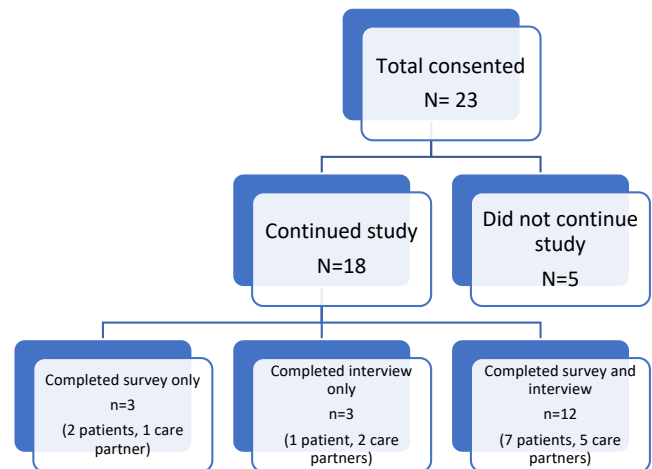 Total consented
N= 23
Continued study
N=18
Did not continue
study
N=5
Completed survey only
n=3
(2 patients, 1 care
partner)
Completed interview
only
n=3
(1 patient, 2 care
partners)
Completed survey and
interview
n=12
(7 patients, 5 care
partners)